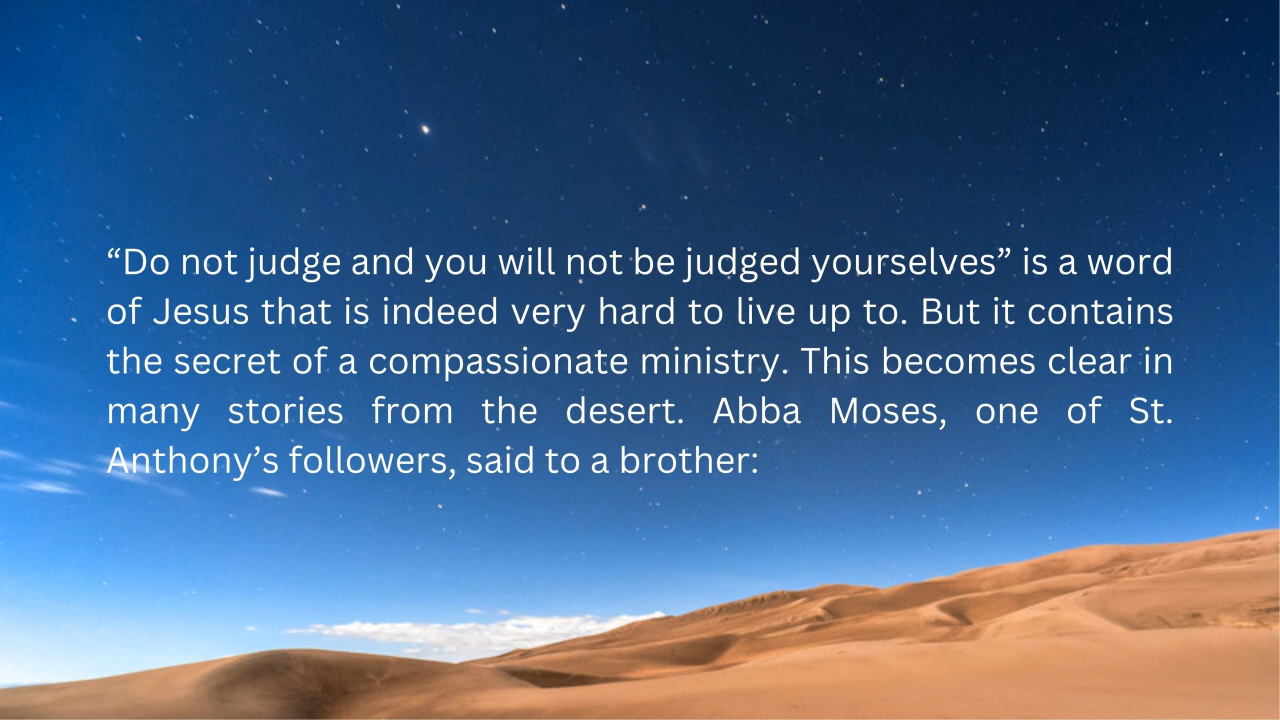 “Do not judge and you will not be judged yourselves” is a word
of Jesus that is indeed very hard to live up to. But it contains
the secret of a compassionate ministry. This becomes clear in
many stories from the desert. Abba Moses, one of St.
Anthony’s followers, said to a brother: